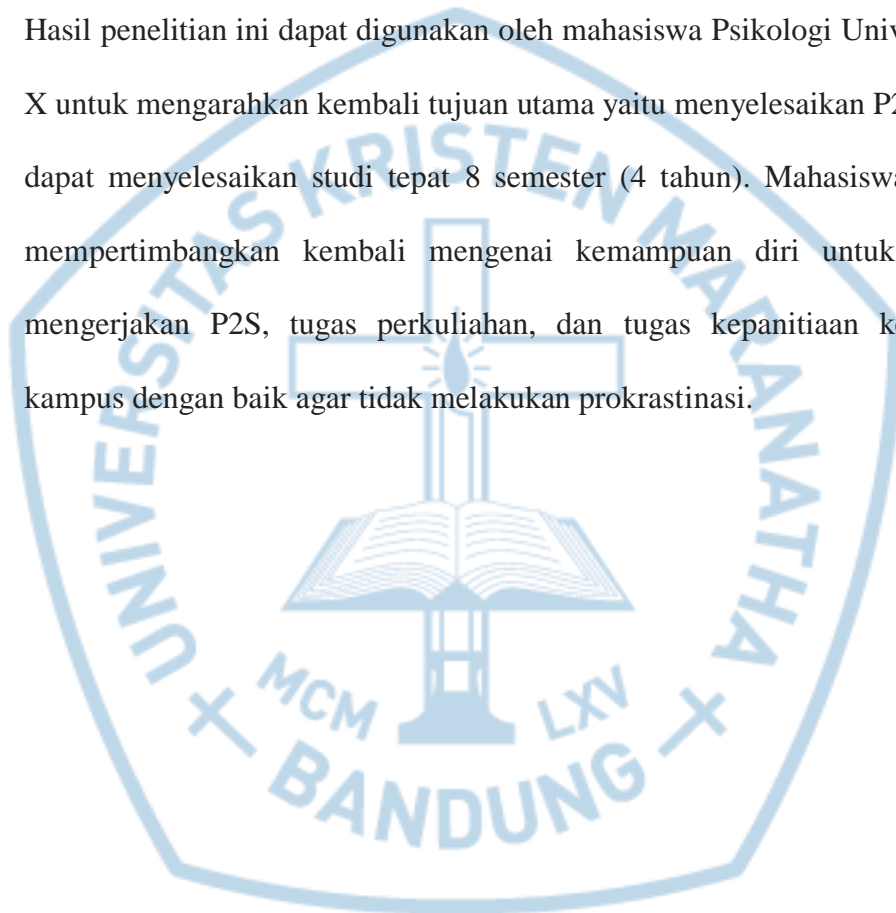 Hasil penelitian ini dapat digunakan oleh mahasiswa Psikologi
X untuk mengarahkan kembali tujuan utama yaitu menyelesaikan
dapat menyelesaikan studi tepat 8 semester (4 tahun).
mempertimbangkan kembali mengenai kemampuan diri untuk
mengerjakan P2S, tugas perkuliahan, dan tugas kepanitiaan
kampus dengan baik agar tidak melakukan prokrastinasi.
UNIVERSITAS KRISTEN MARANATHA
MCM LXV
BANDUNG